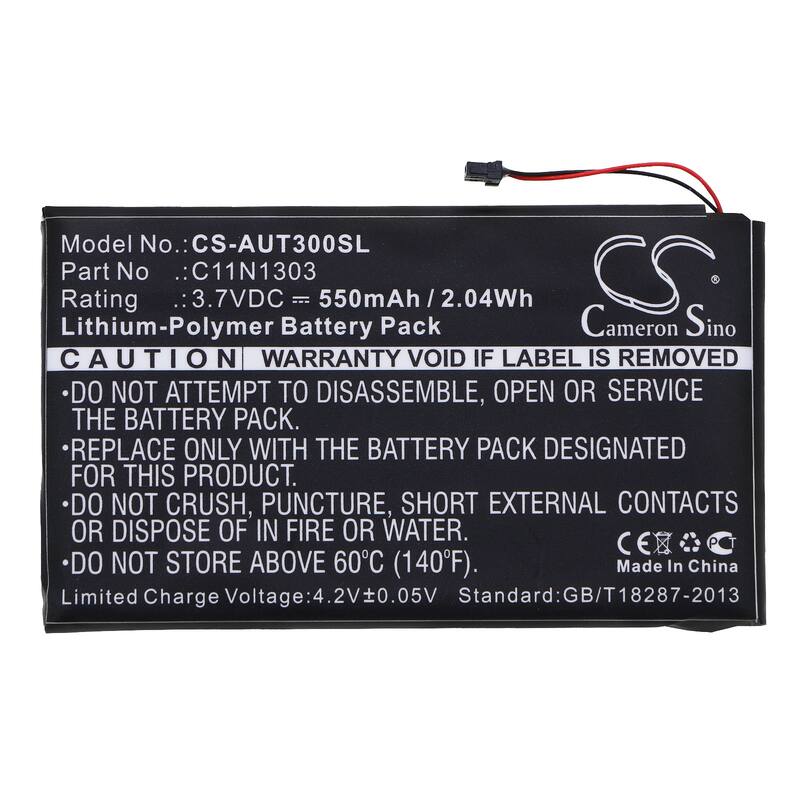 Model No.: CS-AUT300SL
Part No .: C11N1303
Rating .: 3.7VDC ⎓ 550mAh / 2.04Wh
Lithium-Polymer Battery Pack
CS®
Cameron Sino
CAUTION WARRANTY VOID IF LABEL IS REMOVED
•DO NOT ATTEMPT TO DISASSEMBLE, OPEN OR SERVICE
THE BATTERY PACK.
•REPLACE ONLY WITH THE BATTERY PACK DESIGNATED
FOR THIS PRODUCT.
•DO NOT CRUSH, PUNCTURE, SHORT EXTERNAL CONTACTS
OR DISPOSE OF IN FIRE OR WATER.
•DO NOT STORE ABOVE 60°C (140°F).
CE PCT
Made In China
Limited Charge Voltage:4.2V±0.05V Standard:GB/T18287-2013